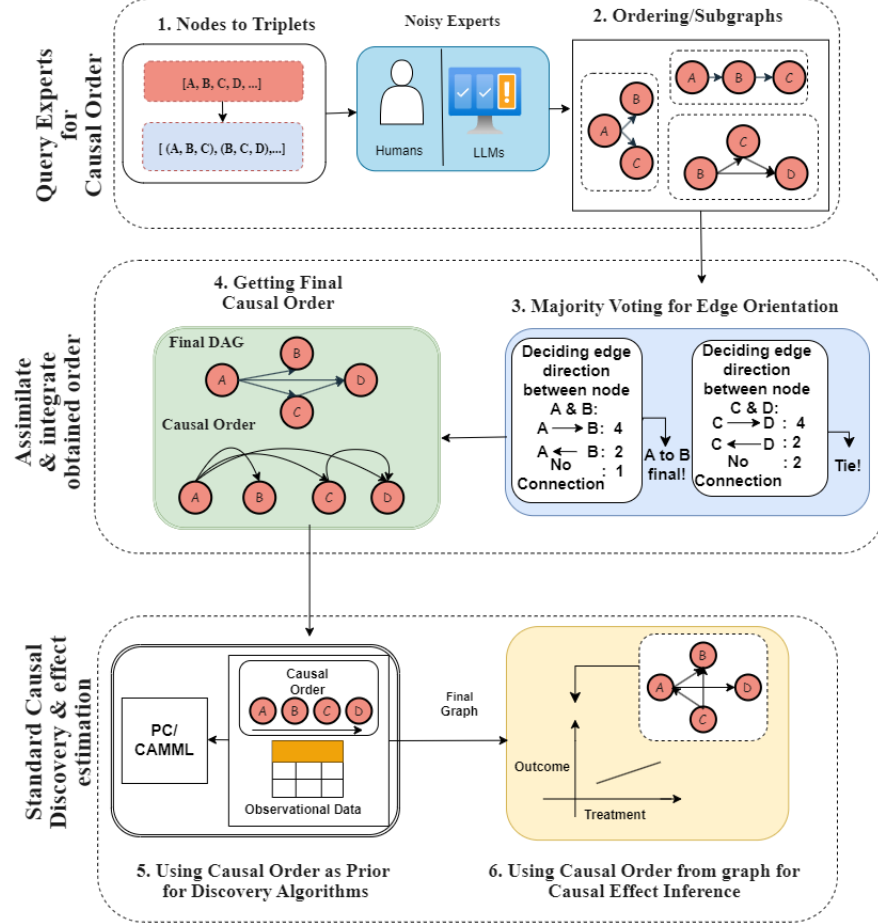 Query Experts
for
Causal Order
1. Nodes to Triplets
[A, B, C, D, ...]
[ (A, B, C), (B, C, D),...]
Noisy Experts
Humans
LLMs
2. Ordering/Subgraphs
A
B
C
A
B
C
B
C
D
Assimilate
& integrate
obtained order
3. Majority Voting for Edge Orientation
Deciding edge
direction
between node
A & B:
A B: 4
A B: 2
No : 1
Connection
A to B
final!
Deciding edge
direction
between node
C & D:
C D : 4
C D : 2
No : 2
Connection
Tie!
4. Getting Final
Causal Order
Final DAG
A
B
C
D
Causal Order
A B C D
Standard Causal
Discovery & effect
estimation
PC/
CAMML
Causal
Order
A B C D
Observational Data
5. Using Causal Order as Prior
for Discovery Algorithms
Final
Graph
A
B
C
D
Outcome
Treatment
6. Using Causal Order from graph for
Causal Effect Inference